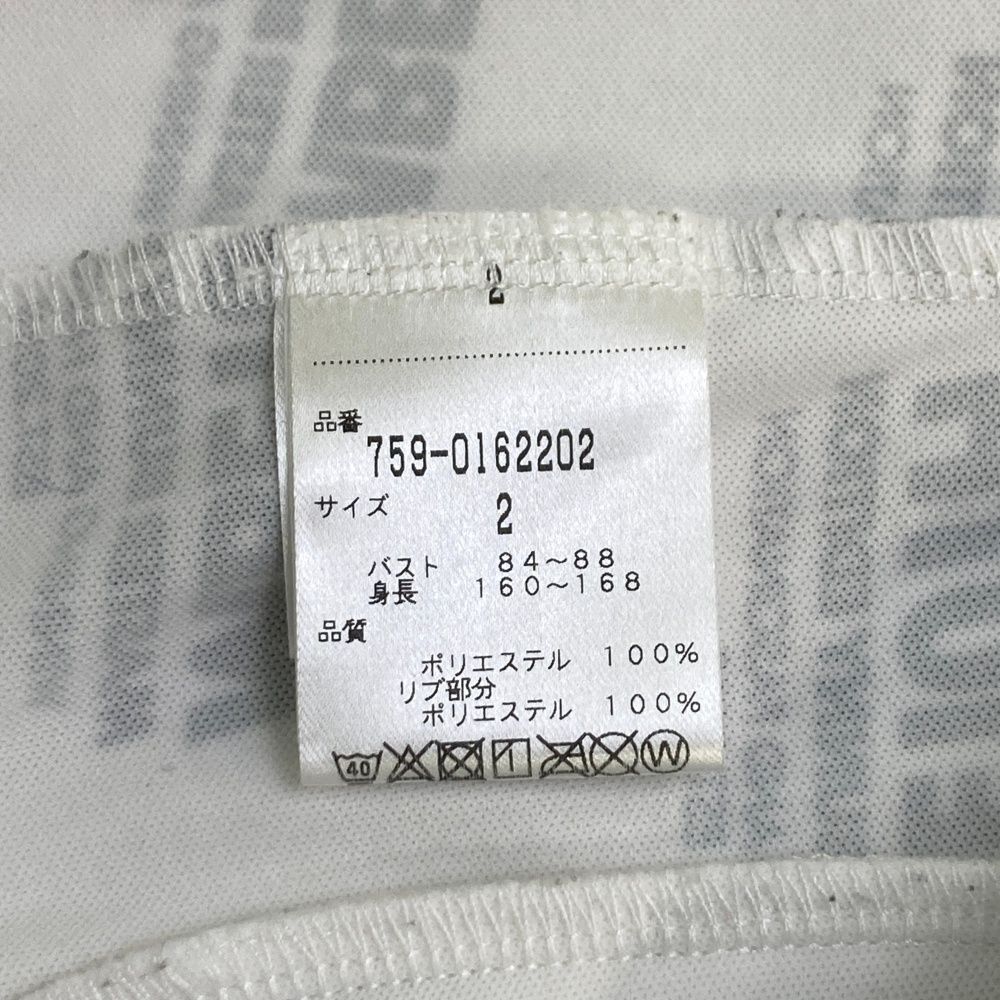 2
品番
759-0162202
サイズ
2
バスト 84~88
身長 160~168
品質
ポリエステル 100%
リブ部分
ポリエステル 100%
40 W